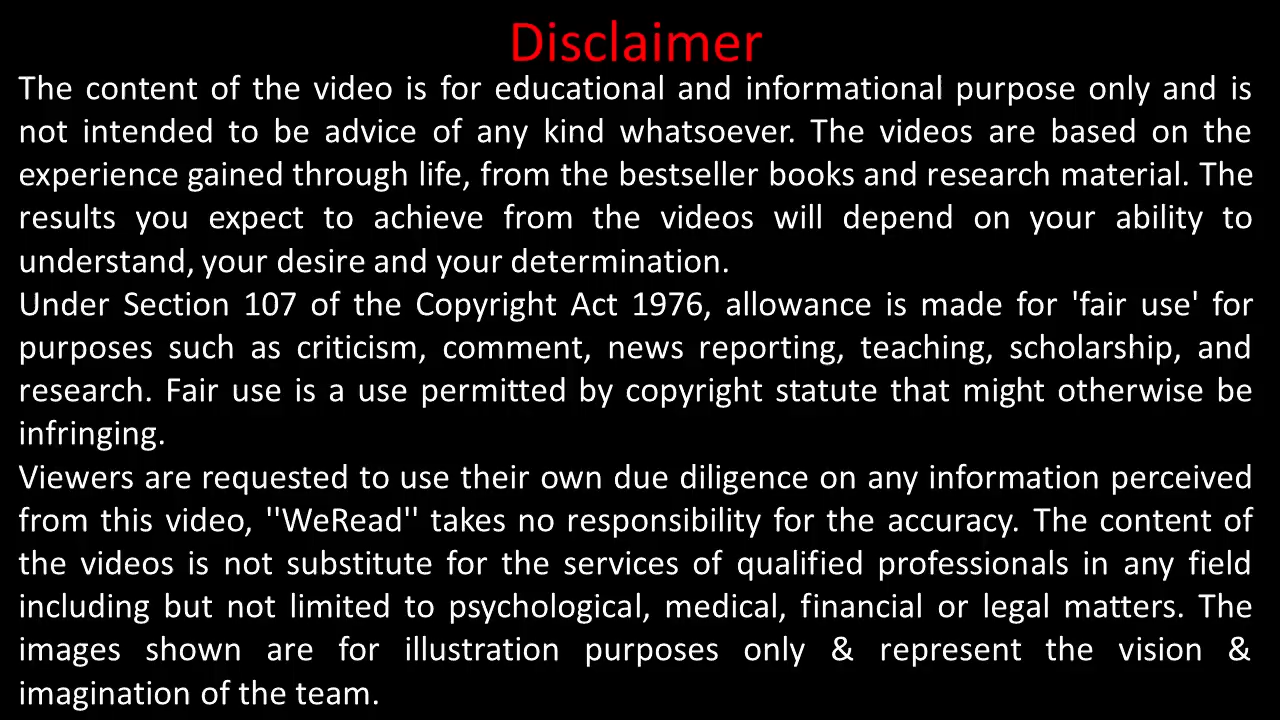 Disclaimer
The content of the video is for educational and informational purpose only and is
not intended to be advice of any kind whatsoever. The videos are based on the
experience gained through life, from the bestseller books and research material. The
results you expect to achieve from the videos will depend on your ability to
understand, your desire and your determination.
Under Section 107 of the Copyright Act 1976, allowance is made for 'fair use' for
purposes such as criticism, comment, news reporting, teaching, scholarship, and
research. Fair use is a use permitted by copyright statute that might otherwise be
infringing.
Viewers are requested to use their own due diligence on any information perceived
from this video, ''WeRead'' takes no responsibility for the accuracy. The content of
the videos is not substitute for the services of qualified professionals in any field
including but not limited to psychological, medical, financial or legal matters. The
images shown are for illustration purposes only & represent the vision &
imagination of the team.